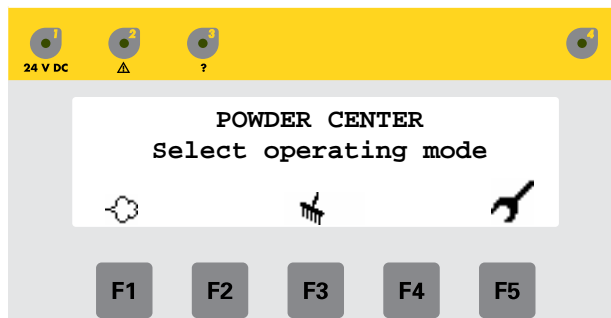 1 2 3 4
24 V DC ⚠ ?
POWDER CENTER
Select operating mode
F1 F2 F3 F4 F5